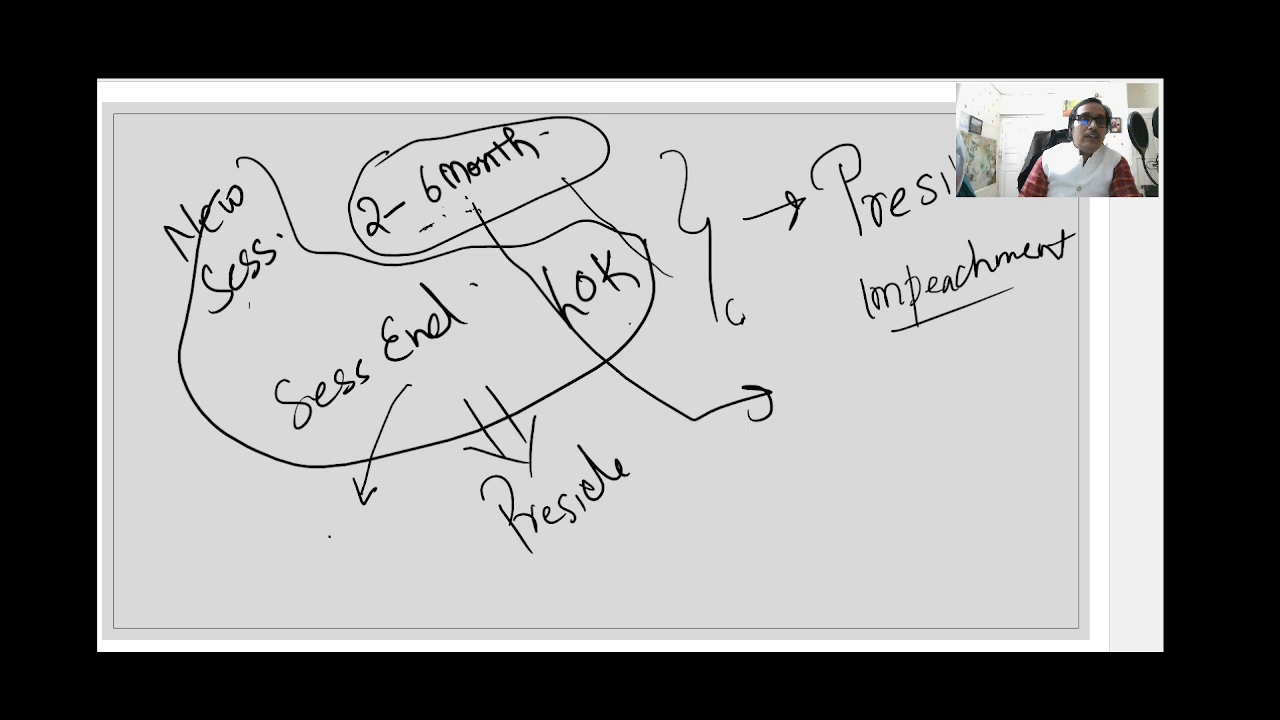 New
Sess.
2-6 Month
LOK
Sess End.
Preside
Presi
Impeachment